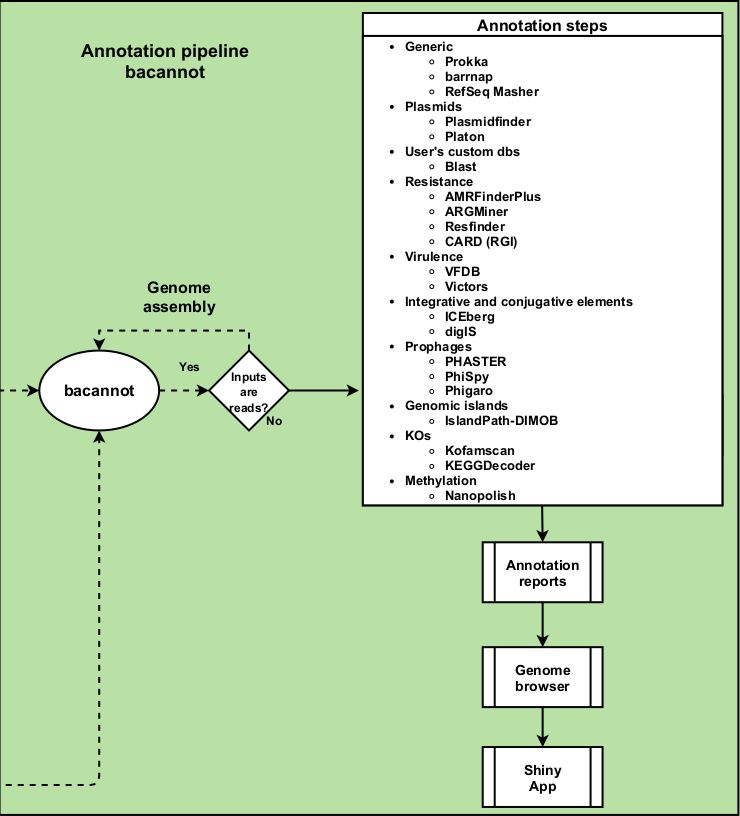 Annotation pipeline
bacannot
Annotation steps
Generic
Prokka
barrnap
RefSeq Masher
Plasmids
Plasmidfinder
Platon
User's custom dbs
Blast
Resistance
AMRFinderPlus
ARGMiner
Resfinder
CARD (RGI)
Virulence
VFDB
Victors
Integrative and conjugative elements
ICEberg
digIS
Prophages
PHASTER
PhiSpy
Phigaro
Genomic islands
IslandPath-DIMOB
KOs
Kofamscan
KEGGDecoder
Methylation
Nanopolish
Genome
assembly
bacannot
Yes
Inputs
are
reads?
No
Annotation
reports
Genome
browser
Shiny
App